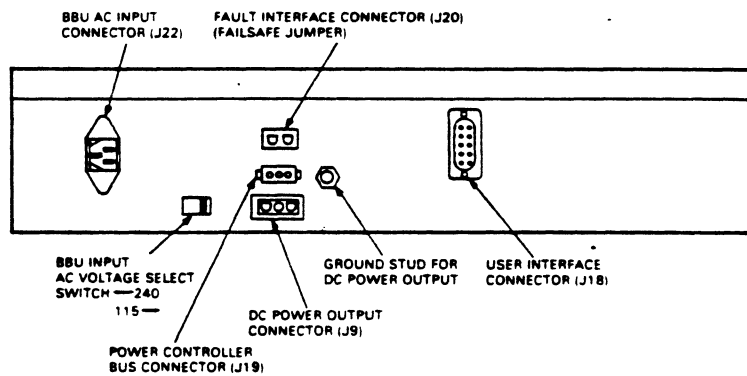 BBU AC INPUT
CONNECTOR (J22)
FAULT INTERFACE CONNECTOR (J20)
(FAILSAFE JUMPER)
BBU INPUT
AC VOLTAGE SELECT
SWITCH — 240
115 —
GROUND STUD FOR
DC POWER OUTPUT
USER INTERFACE
CONNECTOR (J18)
DC POWER OUTPUT
CONNECTOR (J9)
POWER CONTROLLER
BUS CONNECTOR (J19)